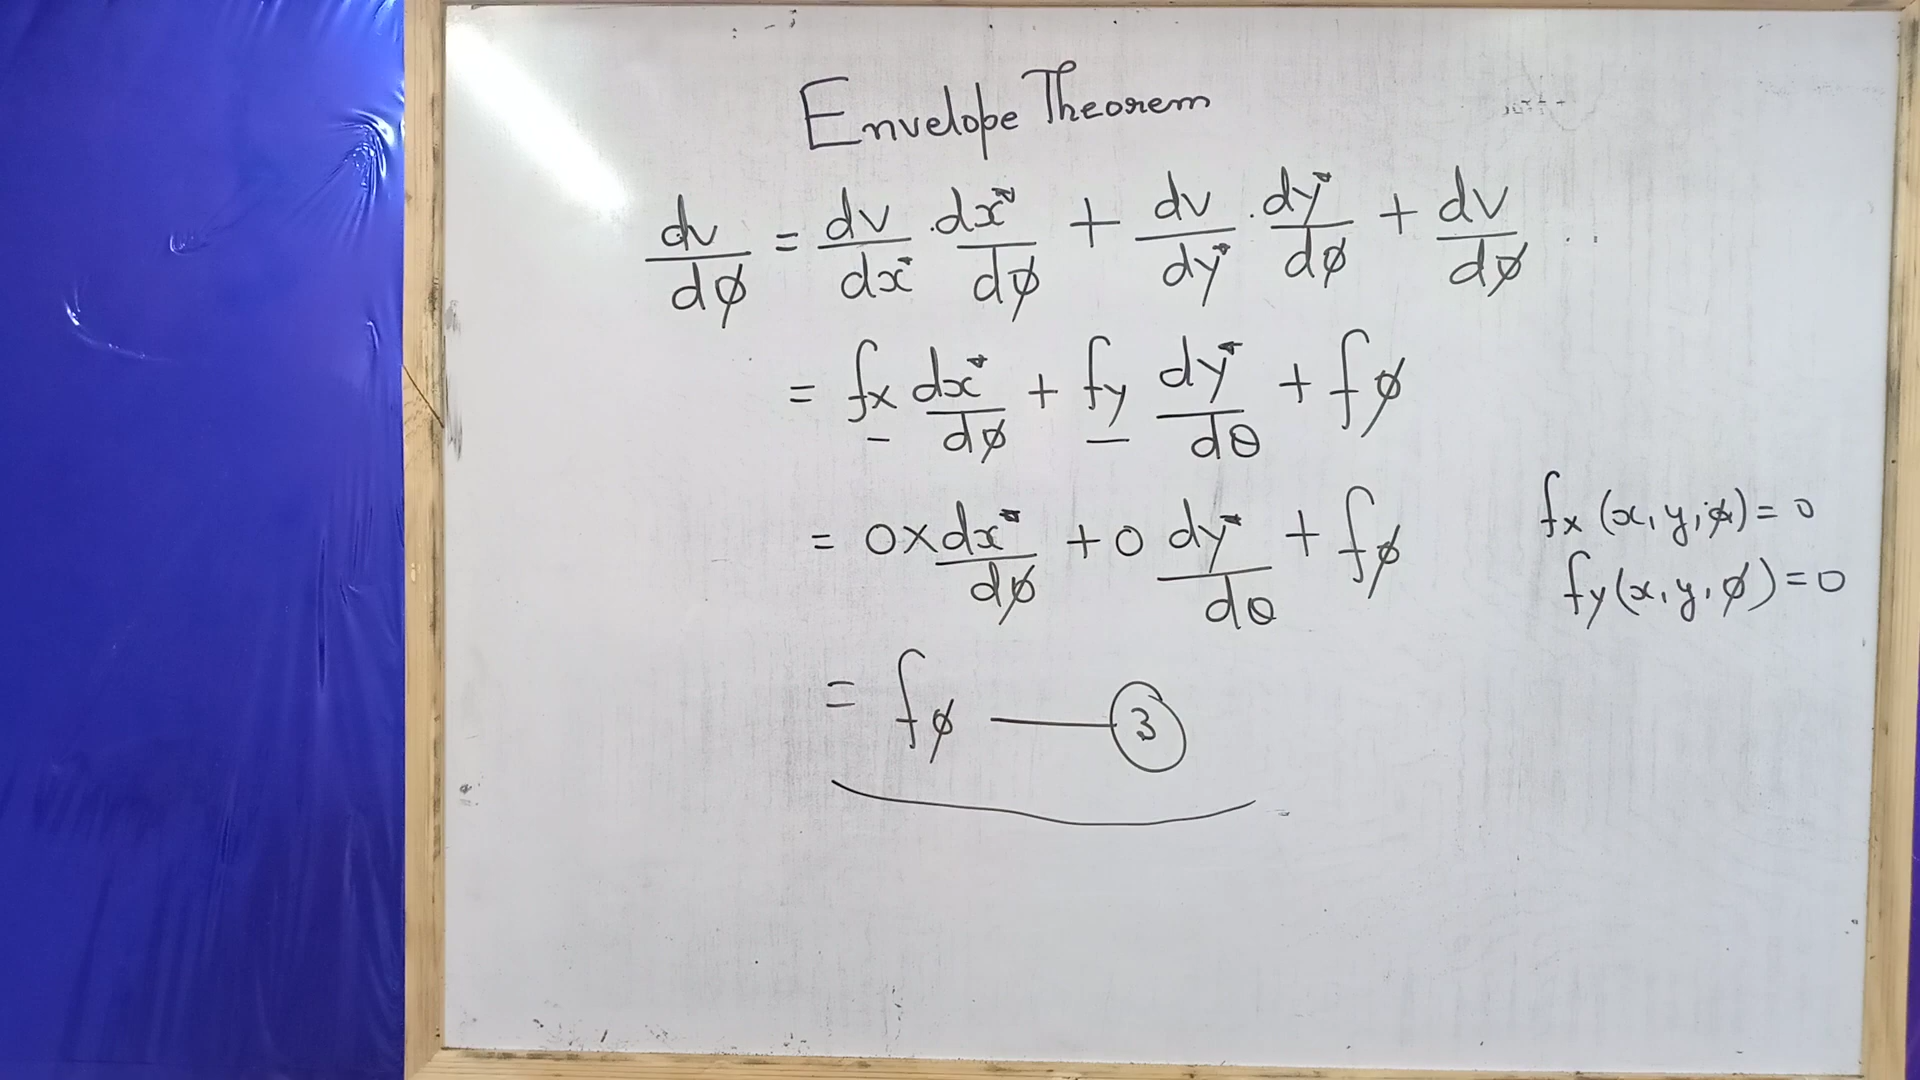 Envelope Theorem
dv/dφ = dv/dx* . dx*/dφ + dv/dy* . dy*/dφ + dv/dφ ..
= fx dx*/dφ + fy dy*/dθ + fφ
= 0 x dx*/dφ + 0 dy*/dθ + fφ
fx (x, y, φ) = 0
fy (x, y, φ) = 0
= fφ — 3